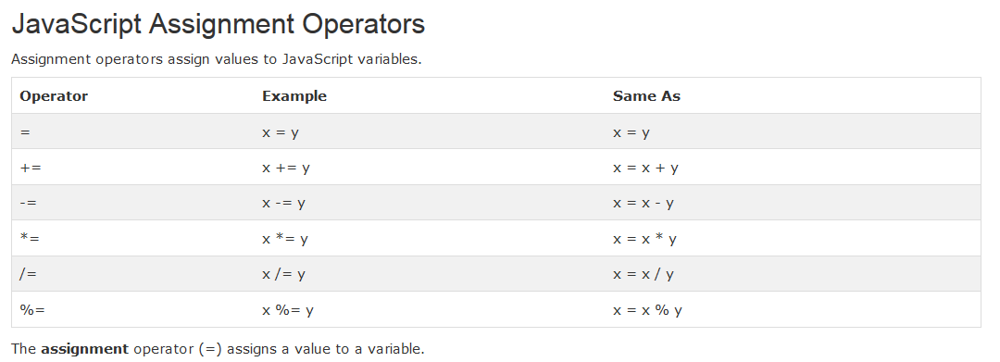 JavaScript Assignment Operators
Assignment operators assign values to JavaScript variables.
Operator Example Same As
= x = y x = y
+= x += y x = x + y
-= x -= y x = x - y
*= x *= y x = x * y
/= x /= y x = x / y
%= x %= y x = x % y
The assignment operator (=) assigns a value to a variable.